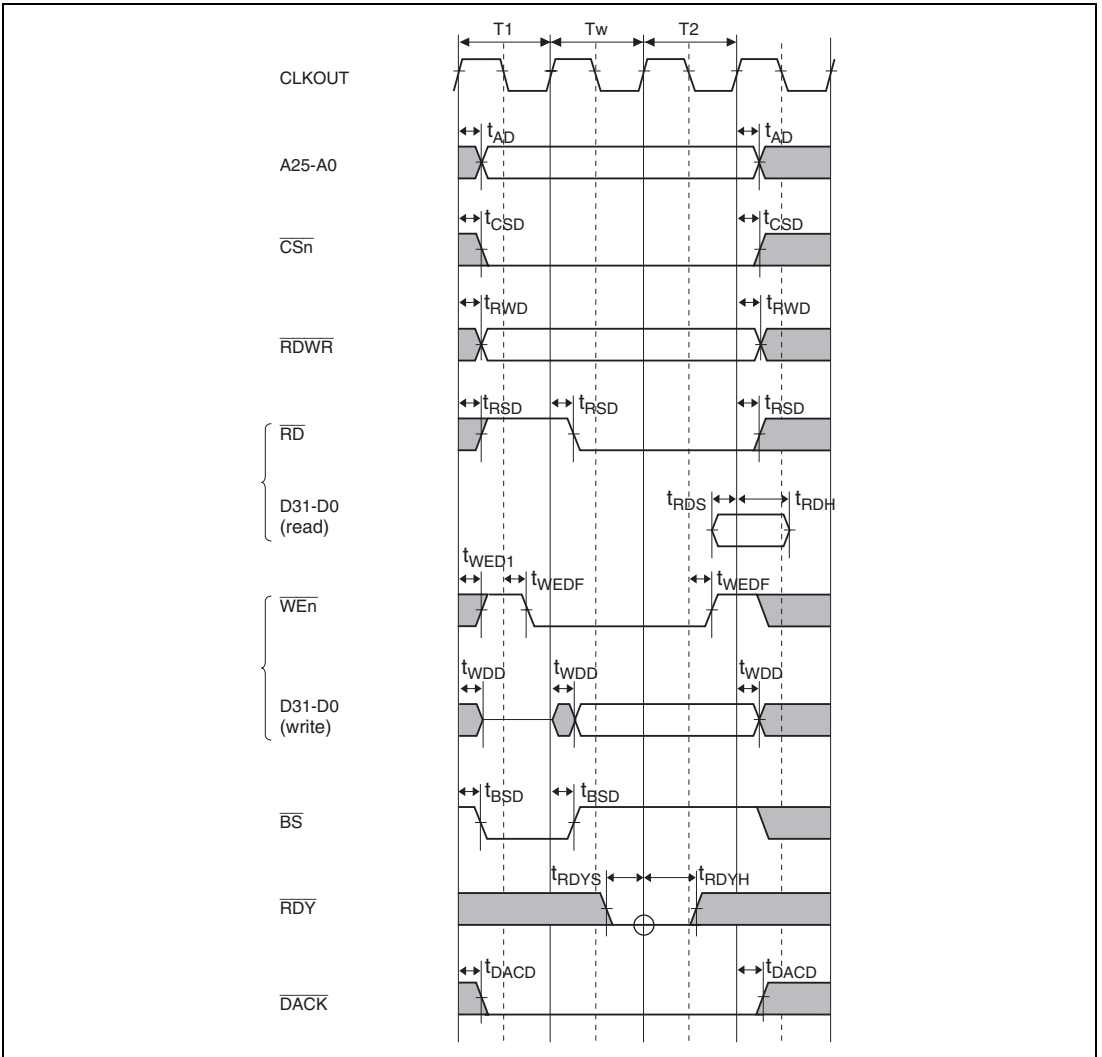 T1 Tw T2
CLKOUT
tAD tAD
A25-A0
tCSD tCSD
CSn
tRWD tRWD
RDWR
tRSD tRSD tRSD
RD
tRDS tRDH
D31-D0
(read)
tWED1
tWEDF tWEDF
WEn
tWDD tWDD tWDD
D31-D0
(write)
tBSD tBSD
BS
tRDYS tRDYH
RDY
tDACD tDACD
DACK